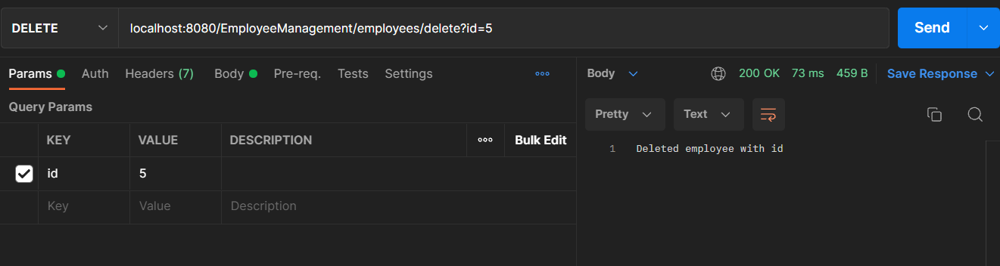 DELETE localhost:8080/EmployeeManagement/employees/delete?id=5 Send
Params Auth Headers (7) Body Pre-req. Tests Settings
Body 200 OK 73 ms 459 B Save Response
Query Params
Pretty Text
KEY VALUE DESCRIPTION Bulk Edit
1 Deleted employee with id
id 5
Key Value Description